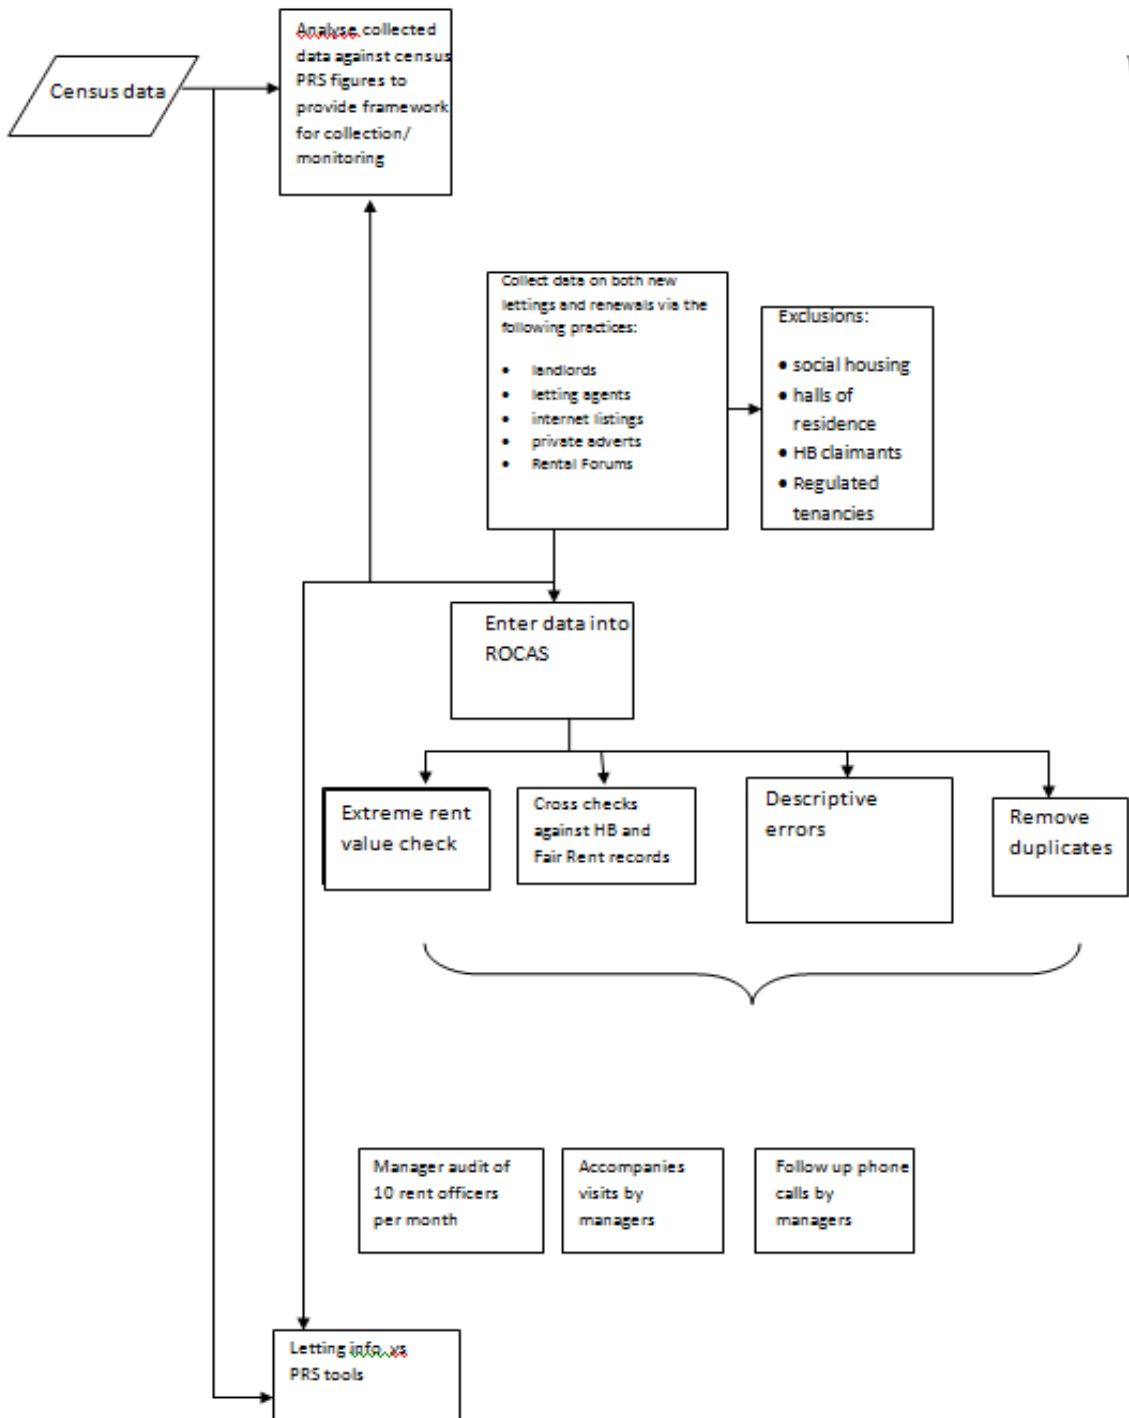 Analyse collected
data against census
PRS figures to
provide framework
for collection/
monitoring
Census data
Collect data on both new
lettings and renewals via the
following practices:
• landlords
• letting agents
• internet listings
• private adverts
• Rental Forums
Exclusions:
• social housing
• halls of
residence
• HB claimants
• Regulated
tenancies
Enter data into
ROCAS
Extreme rent
value check
Cross checks
against HB and
Fair Rent records
Descriptive
errors
Remove
duplicates
Manager audit of
10 rent officers
per month
Accompanies
visits by
managers
Follow up phone
calls by
managers
Letting info. vs
PRS tools